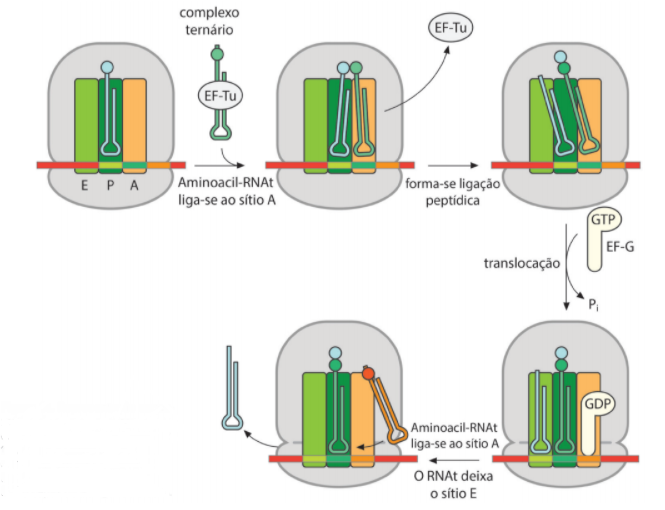 complexo
ternário
EF-Tu
EF-Tu
E P A
Aminoacil-RNAt
liga-se ao sítio A
forma-se ligação
peptídica
GTP
EF-G
translocação
Pi
GDP
Aminoacil-RNAt
liga-se ao sítio A
O RNAt deixa
o sítio E